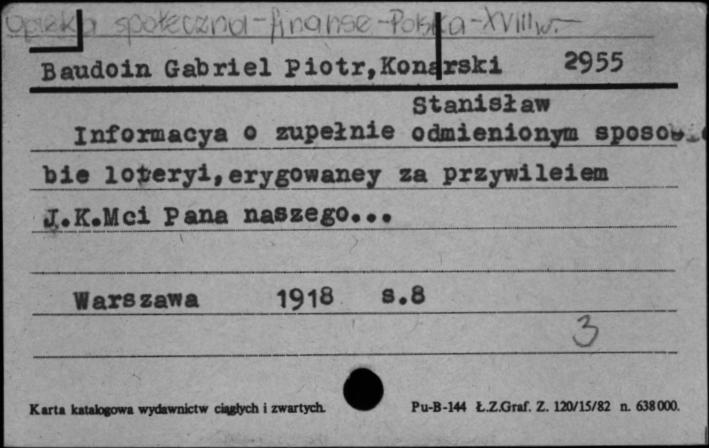 Opieka społeczna - finanse - Polska - XVIII w. -
Baudoin Gabriel Piotr, Konarski 2955
Stanisław
Informacya o zupełnie odmienionym sposo-
bie loteryi, erygowaney za przywileiem
J.K.Mci Pana naszego...
Warszawa 1918 s.8
3
Karta katalogowa wydawnictw ciągłych i zwartych.
Pu-B-144 Ł.Z.Graf. Z. 120/15/82 n. 638000.